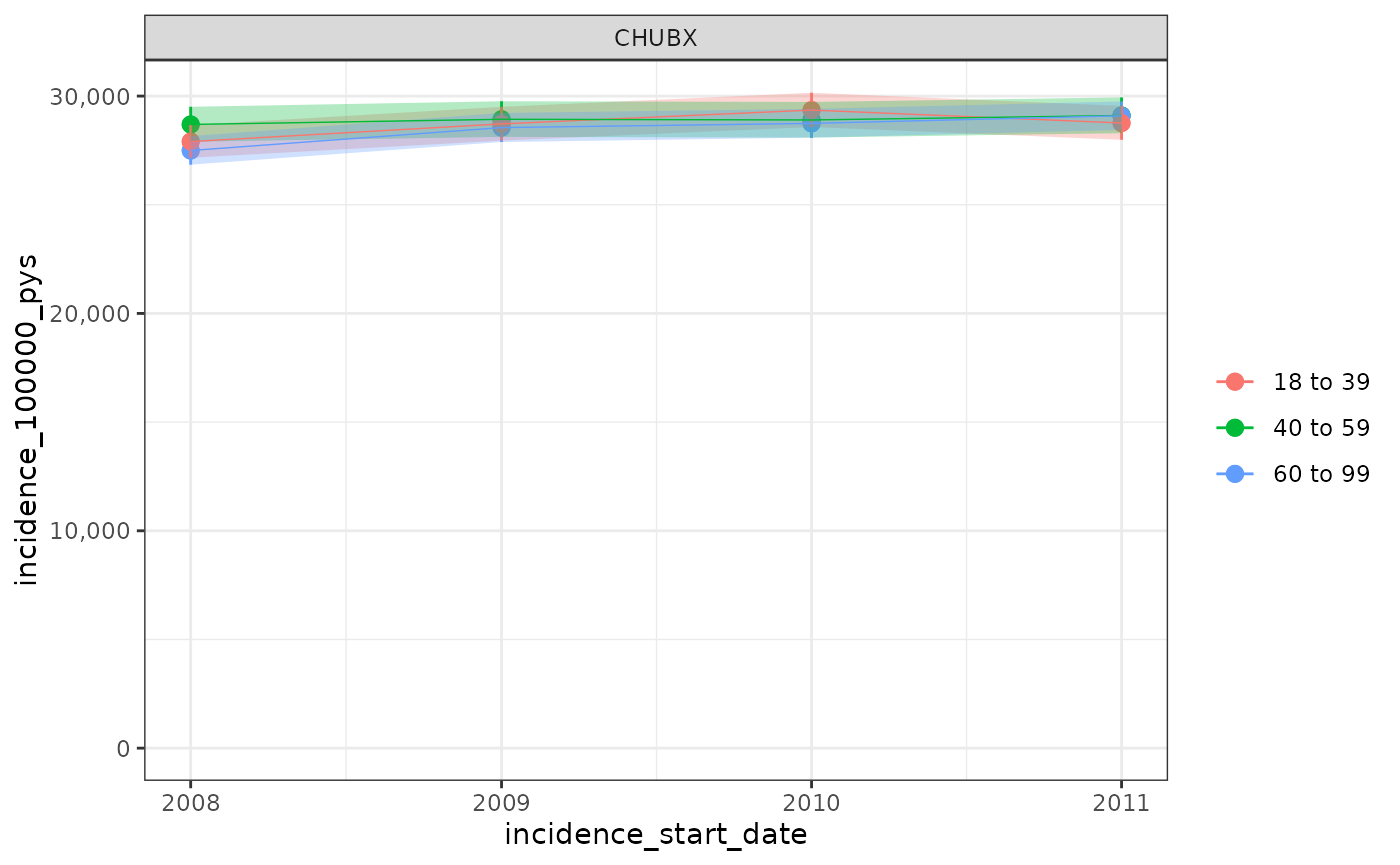 CHUBX
30,000
20,000
10,000
0
incidence_100000_pys
2008 2009 2010 2011
incidence_start_date
18 to 39
40 to 59
60 to 99